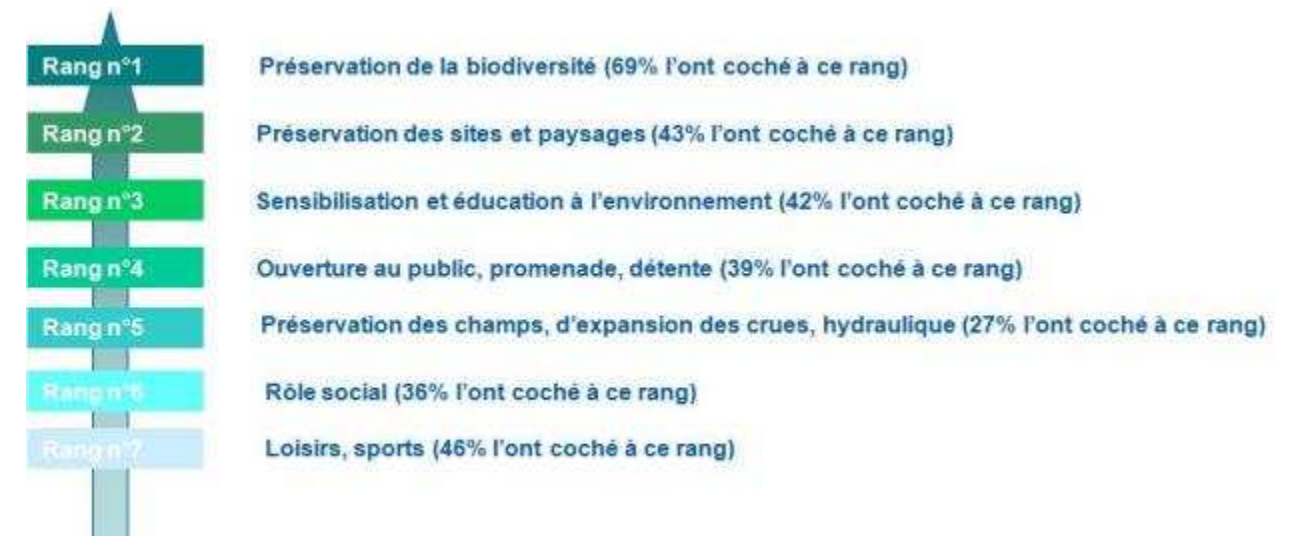 Rang n°1 Préservation de la biodiversité (69% l'ont coché à ce rang)
Rang n°2 Préservation des sites et paysages (43% l'ont coché à ce rang)
Rang n°3 Sensibilisation et éducation à l'environnement (42% l'ont coché à ce rang)
Rang n°4 Ouverture au public, promenade, détente (39% l'ont coché à ce rang)
Rang n°5 Préservation des champs, d'expansion des crues, hydraulique (27% l'ont coché à ce rang)
Rang n°6 Rôle social (36% l'ont coché à ce rang)
Rang n°7 Loisirs, sports (46% l'ont coché à ce rang)